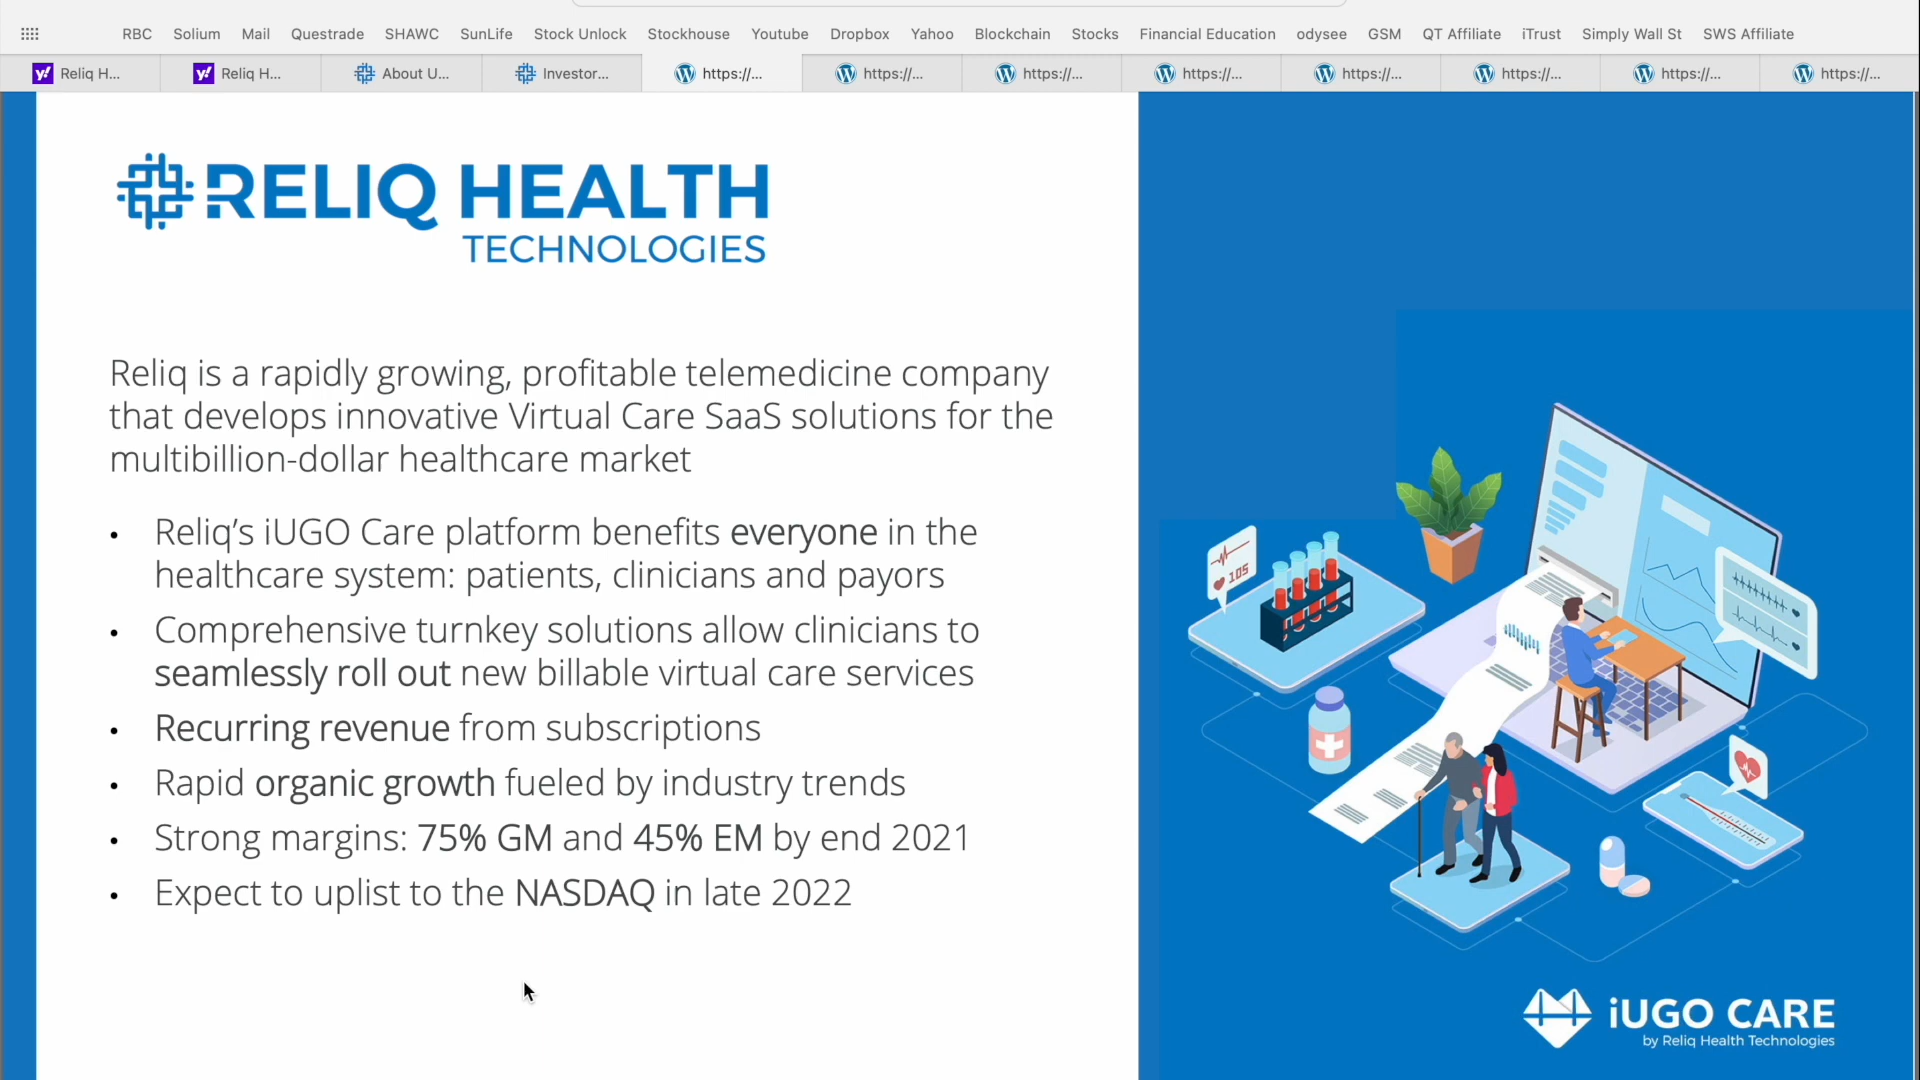 RBC Solium Mail Questrade SHAWC SunLife Stock Unlock Stockhouse Youtube Dropbox Yahoo Blockchain Stocks Financial Education odysee GSM QT Affiliate iTrust Simply Wall St SWS Affiliate
Reliq H... Reliq H... About U... Investor... https://... https://... https://... https://... https://... https://... https://... https://...
RELIQ HEALTH
TECHNOLOGIES
Reliq is a rapidly growing, profitable telemedicine company
that develops innovative Virtual Care SaaS solutions for the
multibillion-dollar healthcare market
• Reliq's iUGO Care platform benefits everyone in the
healthcare system: patients, clinicians and payors
• Comprehensive turnkey solutions allow clinicians to
seamlessly roll out new billable virtual care services
• Recurring revenue from subscriptions
• Rapid organic growth fueled by industry trends
• Strong margins: 75% GM and 45% EM by end 2021
• Expect to uplist to the NASDAQ in late 2022
105
iUGO CARE
by Reliq Health Technologies